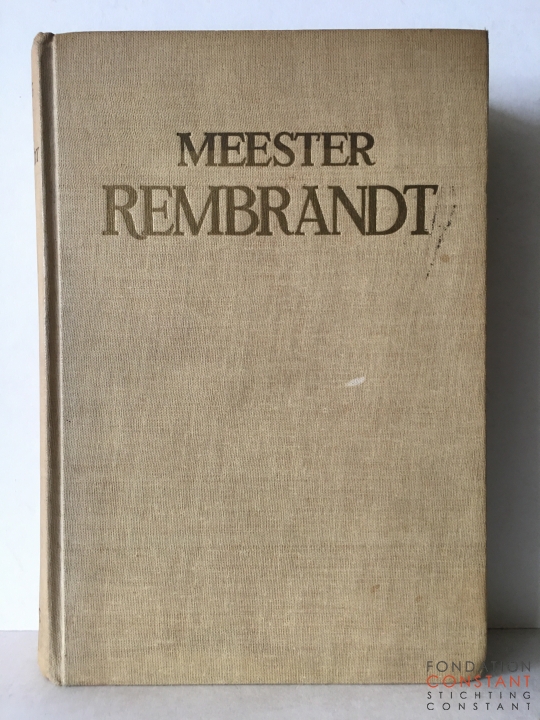 MEESTER
REMBRANDT
FONDATION
CONSTANT
STICHTING
CONSTANT